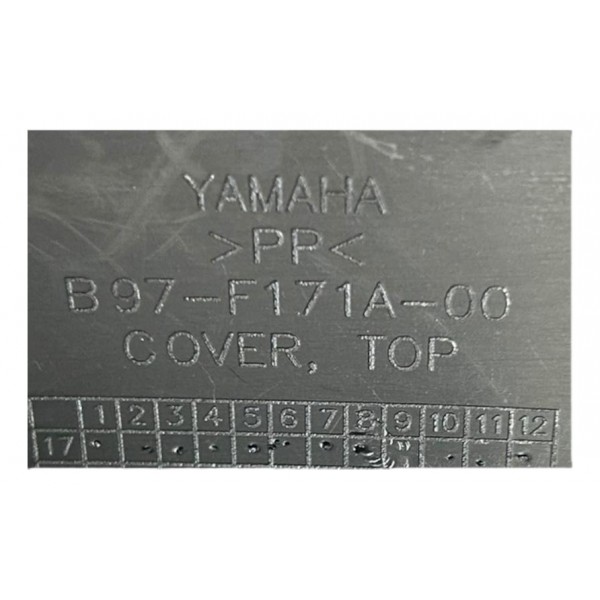 YAMAHA
>PP<
B97-F171A-00
COVER, TOP
1 2 3 4 5 6 7 8 9 10 11 12
17